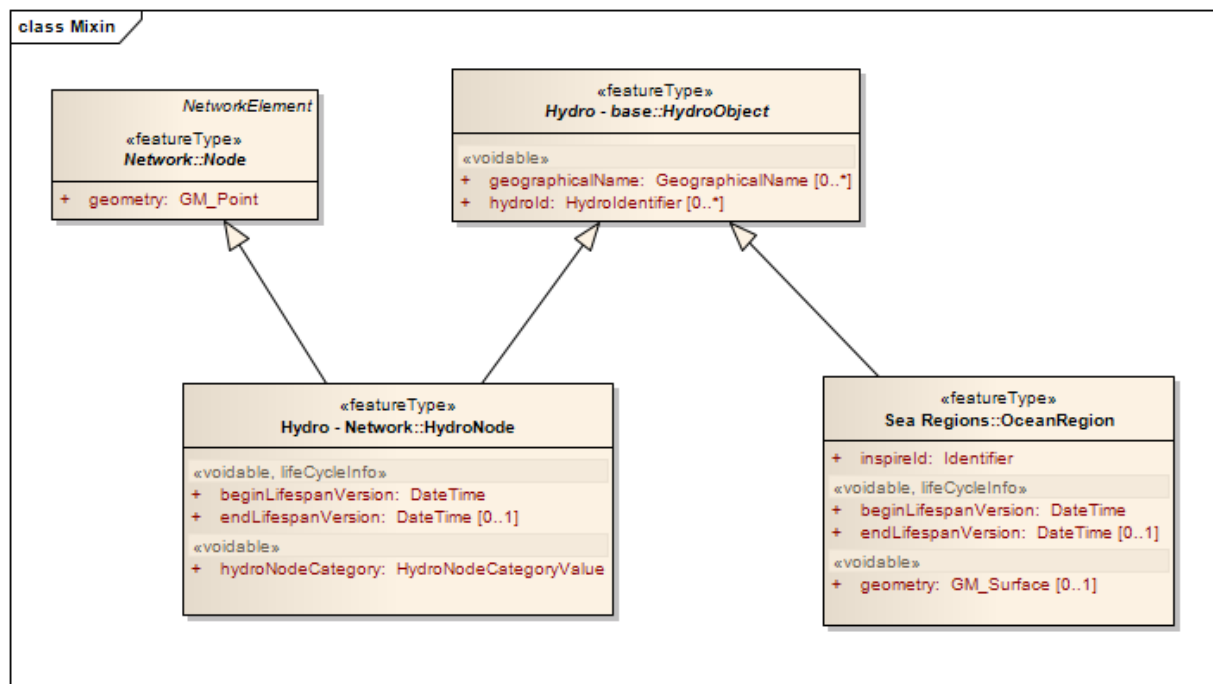 class Mixin
NetworkElement
«featureType»
Network::Node
+ geometry: GM_Point
«featureType»
Hydro - base::HydroObject
«voidable»
+ geographicalName: GeographicalName [0..*]
+ hydroId: HydroIdentifier [0..*]
«featureType»
Hydro - Network::HydroNode
«voidable, lifeCycleInfo»
+ beginLifespanVersion: DateTime
+ endLifespanVersion: DateTime [0..1]
«voidable»
+ hydroNodeCategory: HydroNodeCategoryValue
«featureType»
Sea Regions::OceanRegion
+ inspireId: Identifier
«voidable, lifeCycleInfo»
+ beginLifespanVersion: DateTime
+ endLifespanVersion: DateTime [0..1]
«voidable»
+ geometry: GM_Surface [0..1]